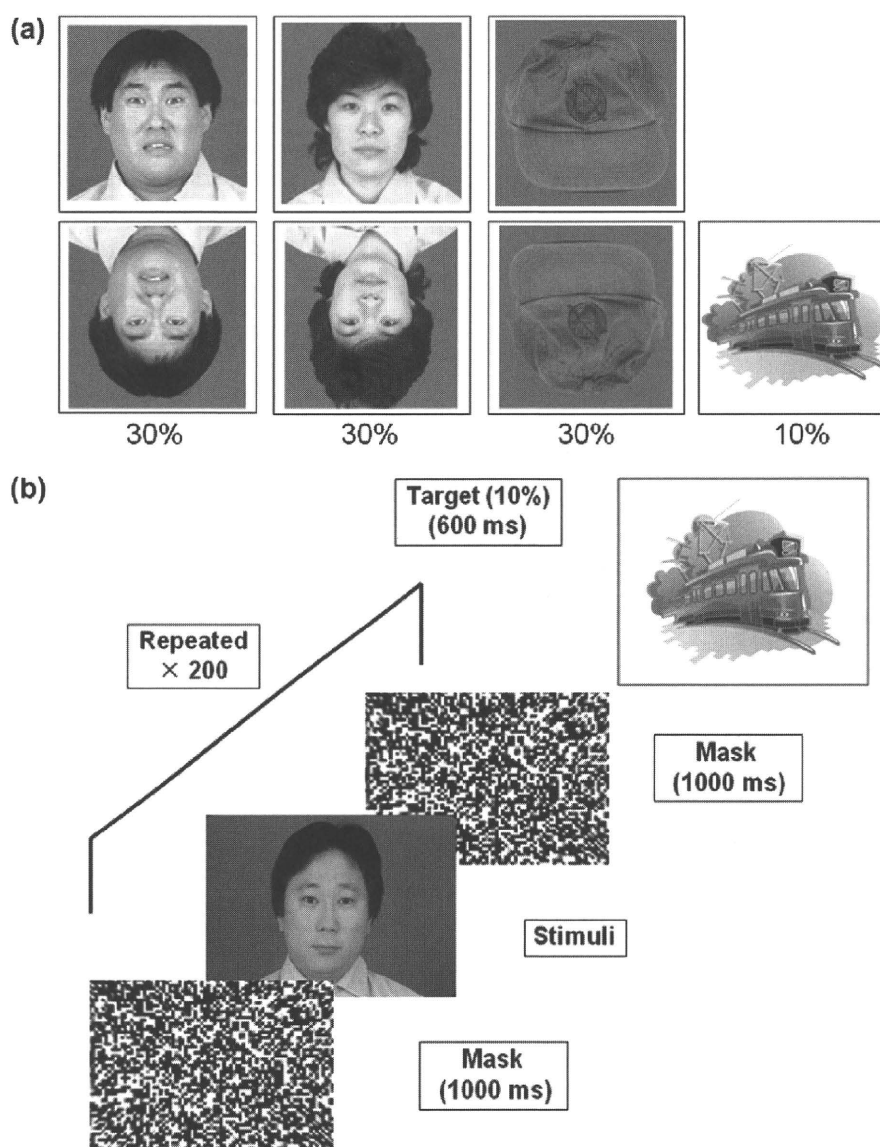 (a)
30%
30%
30%
10%
(b)
Target (10%)
(600 ms)
Repeated
× 200
Mask
(1000 ms)
Stimuli
Mask
(1000 ms)